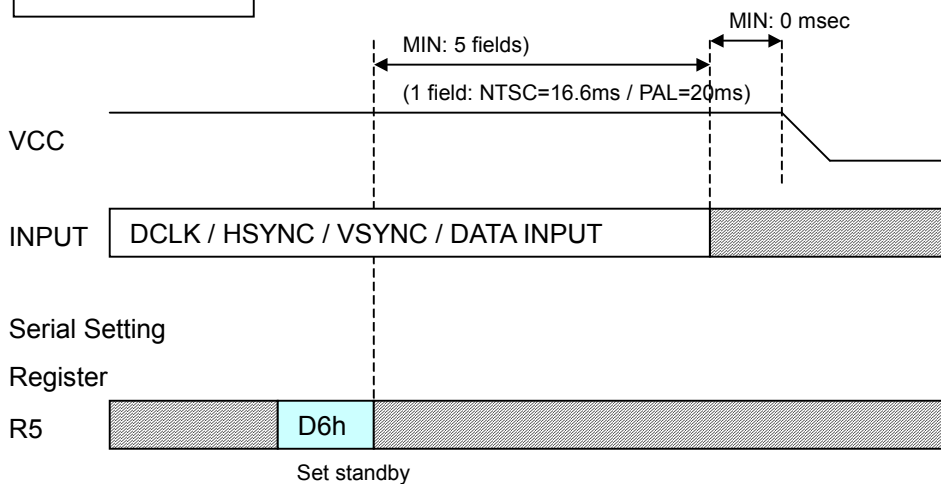 MIN: 0 msec
MIN: 5 fields)
(1 field: NTSC=16.6ms / PAL=20ms)
VCC
INPUT
DCLK / HSYNC / VSYNC / DATA INPUT
Serial Setting
Register
R5
D6h
Set standby